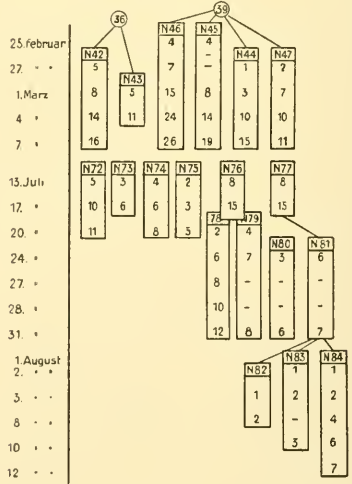 36 39
N46 N45
25. februar 4 4
N42 N44 N47
27. " " 5 7 - 1 2
N43
1. Marz 8 5 15 8 3 7
4 " 14 11 24 14 10 10
7 " 16 26 19 15 11
N72 N73 N74 N75 N76 N77
13. Juli 5 3 4 2 8 8
17. " 10 6 6 3 15 15
78 N79
20. " 11 8 5 2 4
N80 N81
24. " 6 7 3 6
27. " 8 - - -
28. " 10 - - -
31. " 12 8 6 7
1. August
N82 N83 N84
2. " " 1 1
3. " " 1 2 2
8 " " 2 - 4
10 " " 3 6
12 " " 7